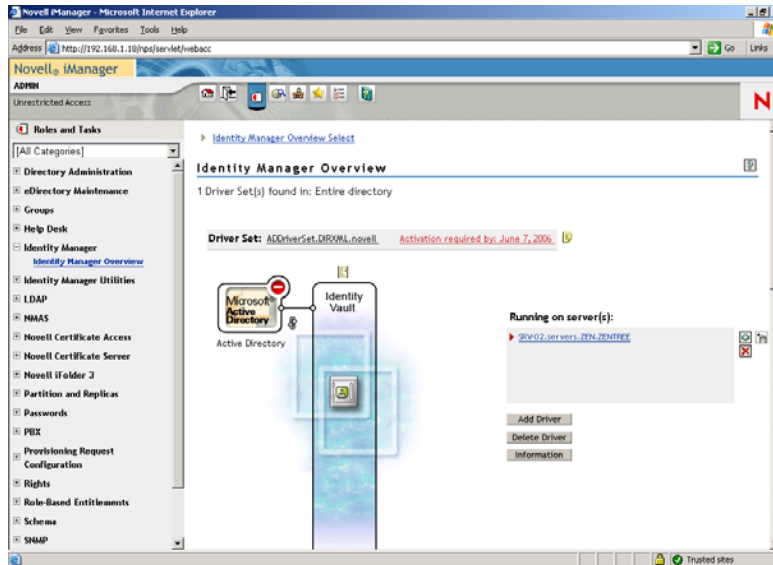 Novell iManager - Microsoft Internet Explorer
File Edit View Favorites Tools Help
Address http://192.168.1.10/nps/servlet/webacc Go Links
Novell® iManager
ADMIN
Unrestricted Access
N
Roles and Tasks
[All Categories]
Directory Administration
eDirectory Maintenance
Groups
Help Desk
Identity Manager
Identity Manager Overview
Identity Manager Utilities
LDAP
NMAS
Novell Certificate Access
Novell Certificate Server
Novell iFolder 3
Partition and Replicas
Passwords
PBX
Provisioning Request
Configuration
Rights
Role-Based Entitlements
Schema
SNMP
Identity Manager Overview Select
Identity Manager Overview
1 Driver Set(s) found in: Entire directory
Driver Set: ADDriverSet.DIRXML.novell Activation required by: June 7, 2006
Microsoft
Active
Directory
Active Directory
Identity
Vault
Running on server(s):
SRV-02.servers.ZEN.ZENTREE
Add Driver
Delete Driver
Information
Trusted sites